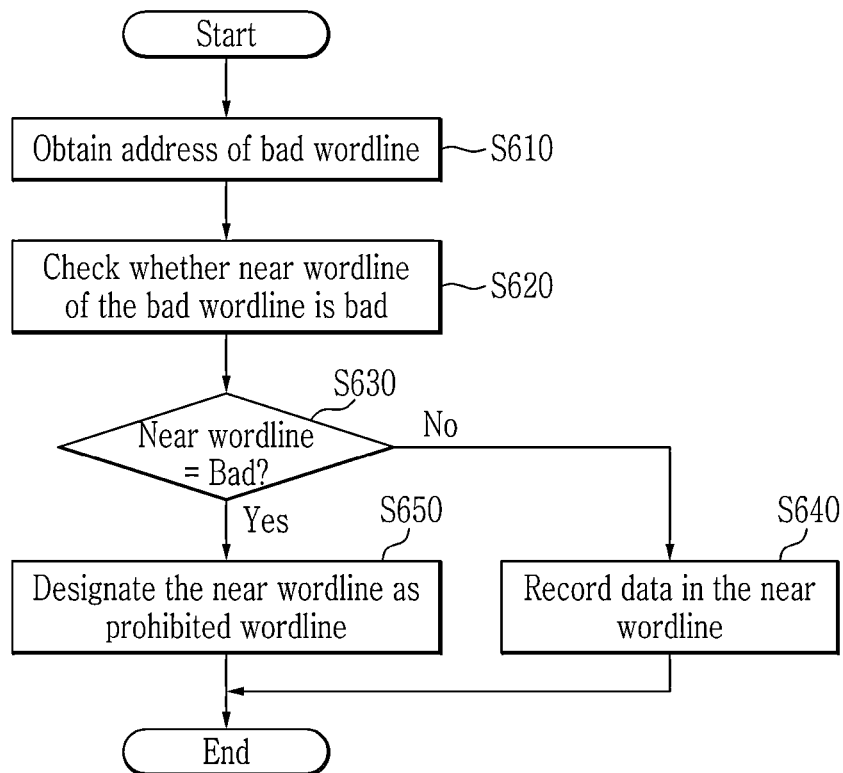 Start
Obtain address of bad wordline
S610
Check whether near wordline
of the bad wordline is bad
S620
S630
Near wordline
= Bad?
No
Yes
S650
Designate the near wordline as
prohibited wordline
S640
Record data in the near
wordline
End